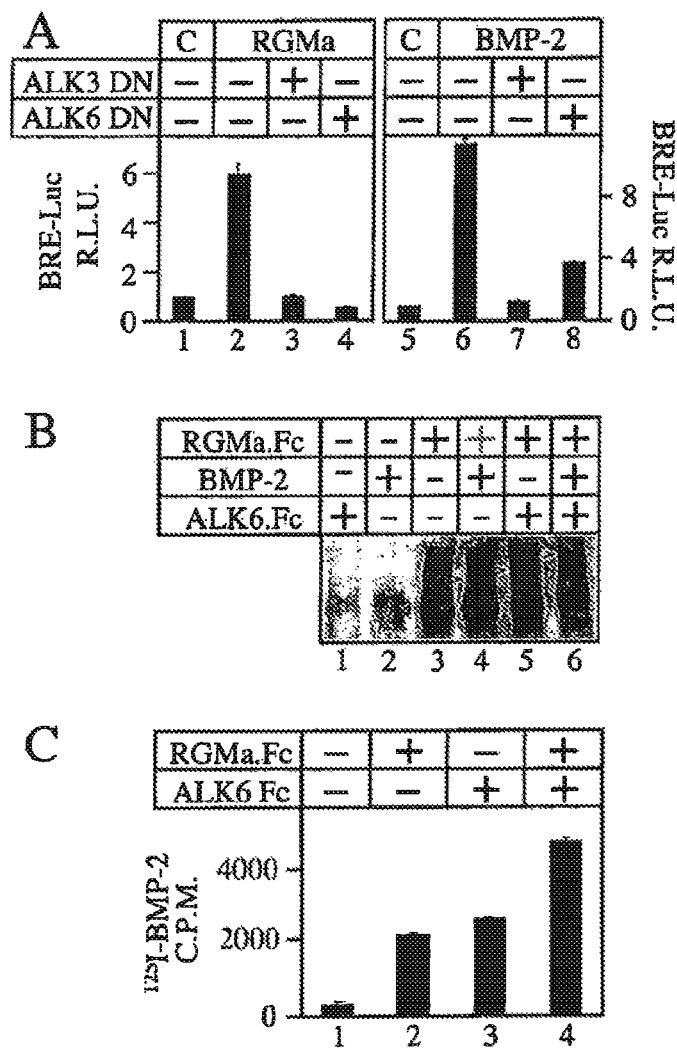 A
C RGMa C BMP-2
ALK3 DN – – + – – – + –
ALK6 DN – – – + – – – +
BRE-Luc R.L.U.
6
4
2
0
8
4
0
BRE-Luc R.L.U.
1 2 3 4 5 6 7 8
B
RGMa.Fc – – + + + +
BMP-2 – + – + – +
ALK6.Fc + – – – + +
1 2 3 4 5 6
C
RGMa.Fc – + – +
ALK6 Fc – – + +
¹²⁵I-BMP-2 C.P.M.
4000
2000
0
1 2 3 4